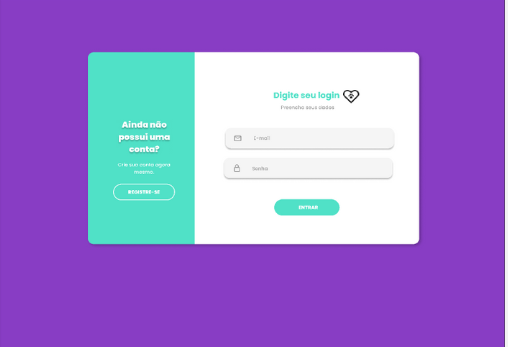 Ainda não
possui uma
conta?
Crie sua conta agora
mesmo.
REGISTRE-SE
Digite seu login
Preencha seus dados
E-mail
Senha
ENTRAR